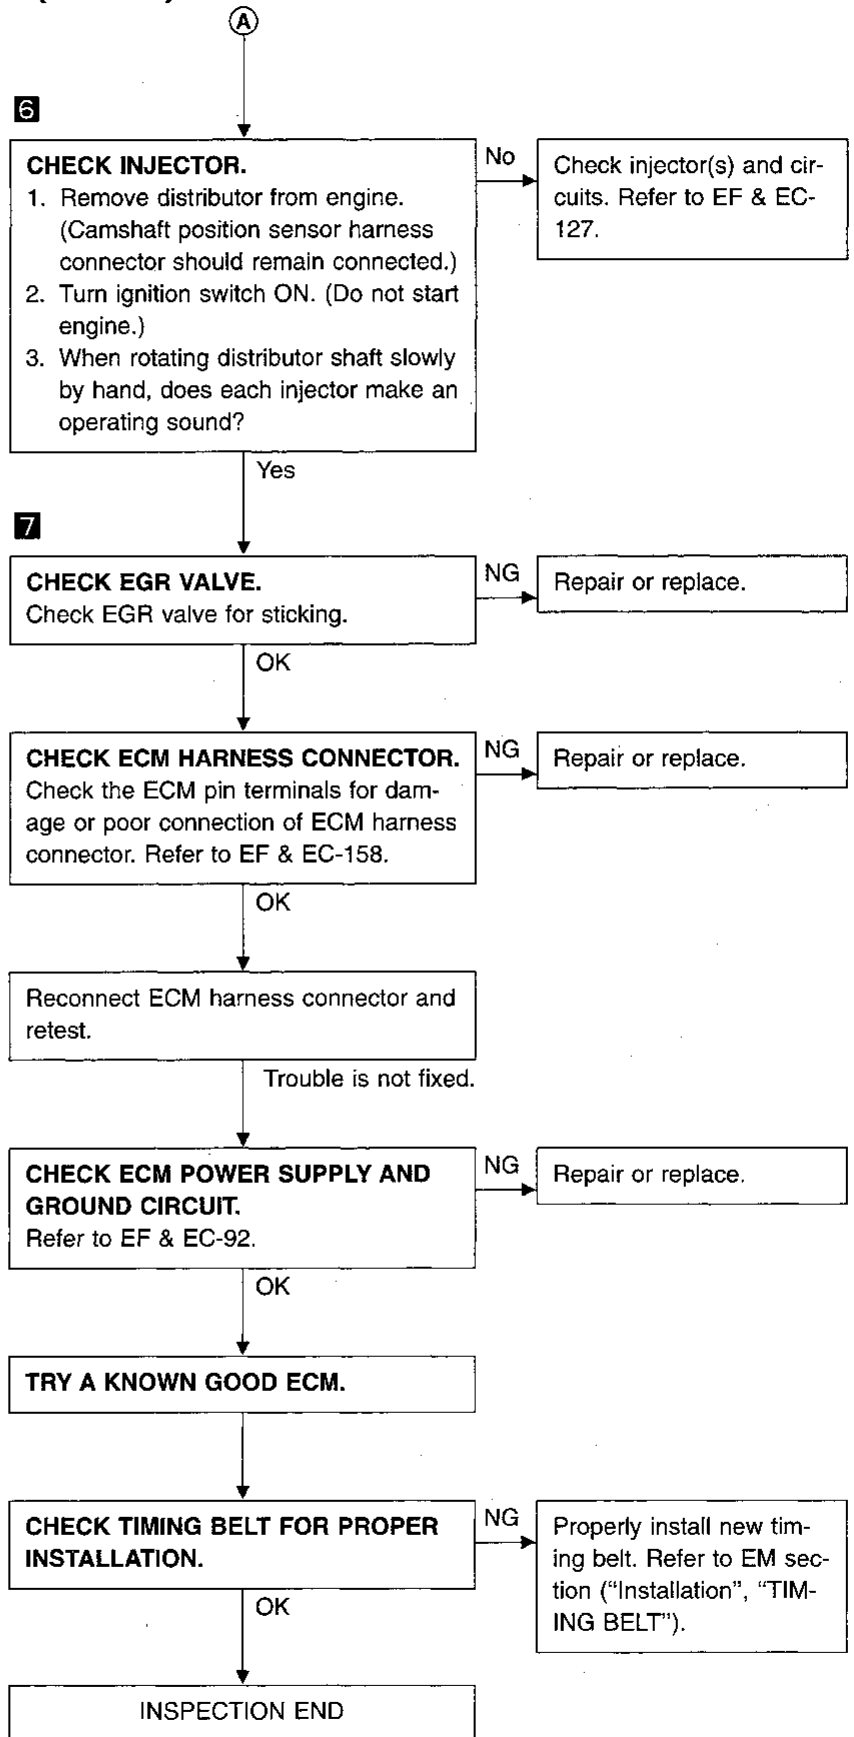 A
6
CHECK INJECTOR.
1. Remove distributor from engine.
(Camshaft position sensor harness
connector should remain connected.)
2. Turn ignition switch ON. (Do not start
engine.)
3. When rotating distributor shaft slowly
by hand, does each injector make an
operating sound?
No
Check injector(s) and cir-
cuits. Refer to EF & EC-
127.
Yes
7
CHECK EGR VALVE.
Check EGR valve for sticking.
NG
Repair or replace.
OK
CHECK ECM HARNESS CONNECTOR.
Check the ECM pin terminals for dam-
age or poor connection of ECM harness
connector. Refer to EF & EC-158.
NG
Repair or replace.
OK
Reconnect ECM harness connector and
retest.
Trouble is not fixed.
CHECK ECM POWER SUPPLY AND
GROUND CIRCUIT.
Refer to EF & EC-92.
NG
Repair or replace.
OK
TRY A KNOWN GOOD ECM.
CHECK TIMING BELT FOR PROPER
INSTALLATION.
NG
Properly install new tim-
ing belt. Refer to EM sec-
tion (“Installation”, “TIM-
ING BELT”).
OK
INSPECTION END